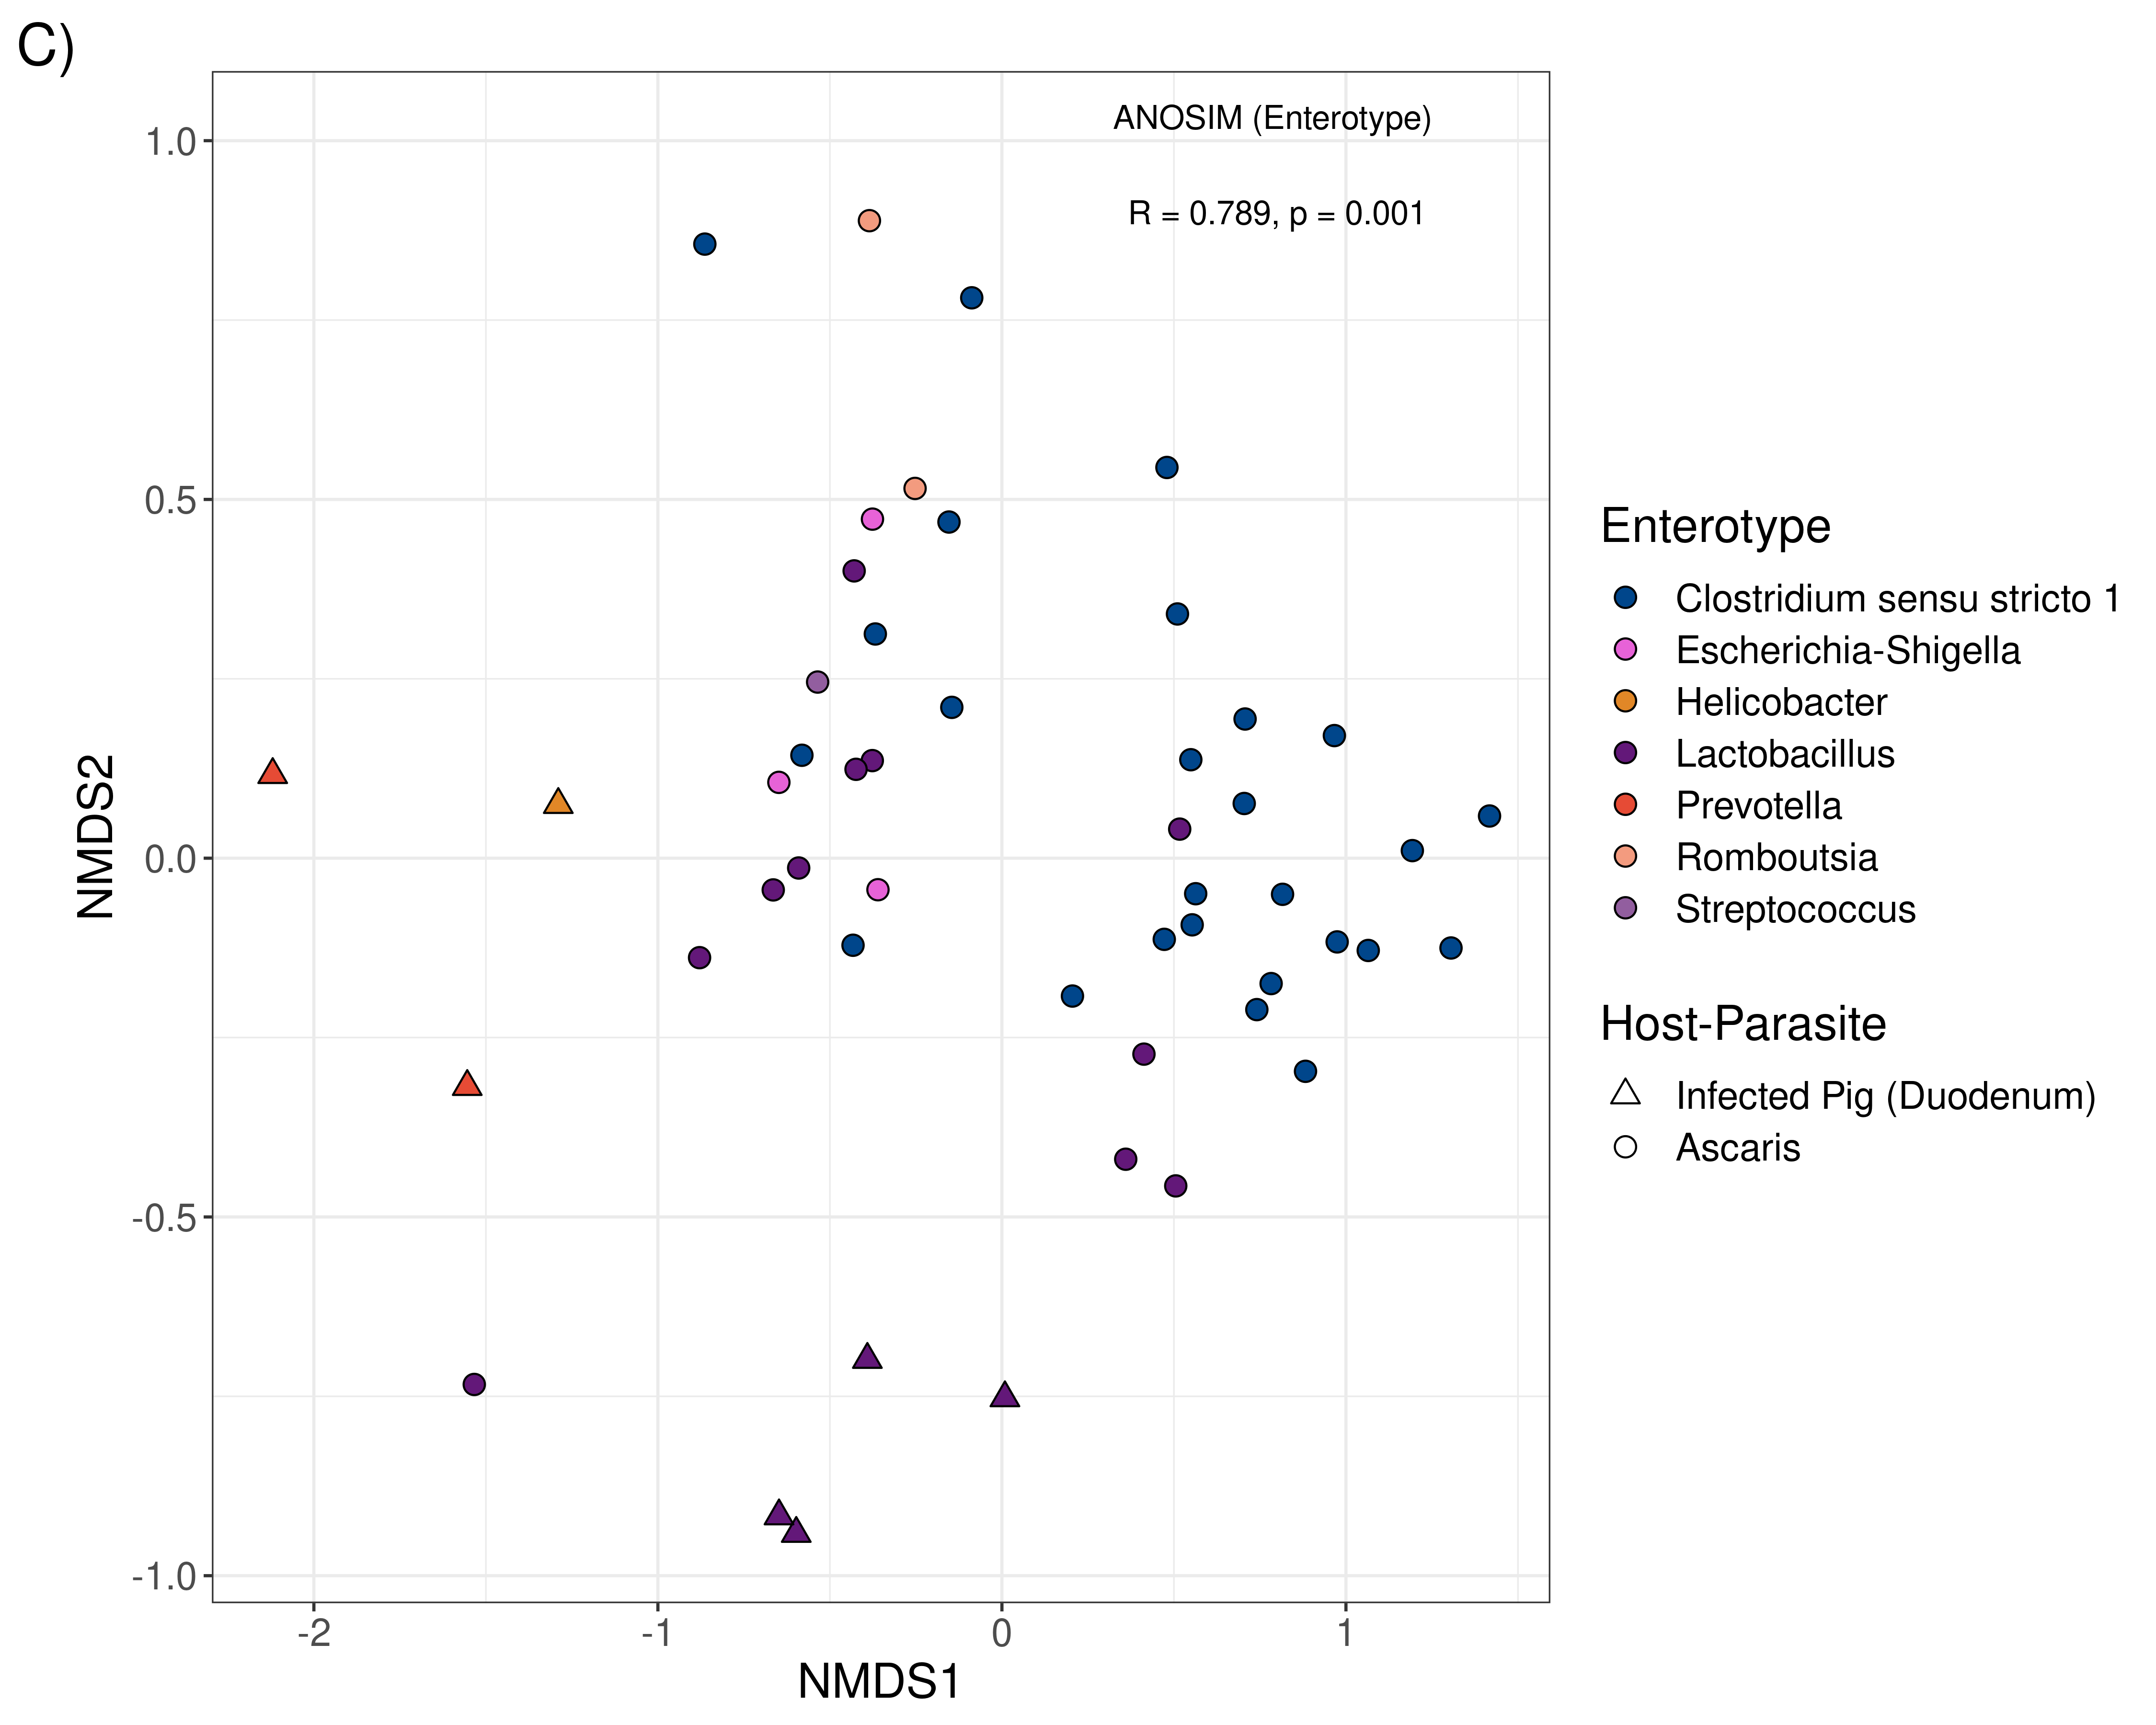 C)
ANOSIM (Enterotype)
R = 0.789, p = 0.001
1.0
0.5
0.0
-0.5
-1.0
NMDS2
-2
-1
0
1
NMDS1
Enterotype
Clostridium sensu stricto 1
Escherichia-Shigella
Helicobacter
Lactobacillus
Prevotella
Romboutsia
Streptococcus
Host-Parasite
Infected Pig (Duodenum)
Ascaris